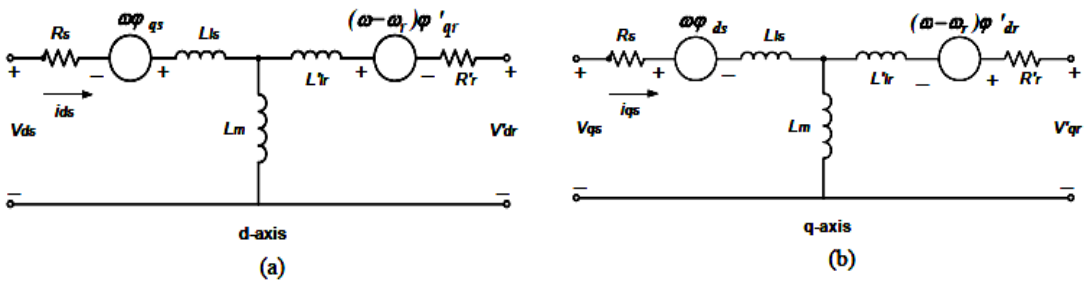 Rs ωφ qs Lls (ω-ωr)φ'qr
+ − + L'lr + − R'r +
ids
Vds Lm V'dr
− −
d-axis
(a)
Rs ωφ ds Lls (ω-ωr)φ'dr
+ + − L'lr − + R'r +
iqs
Vqs Lm V'qr
− −
q-axis
(b)